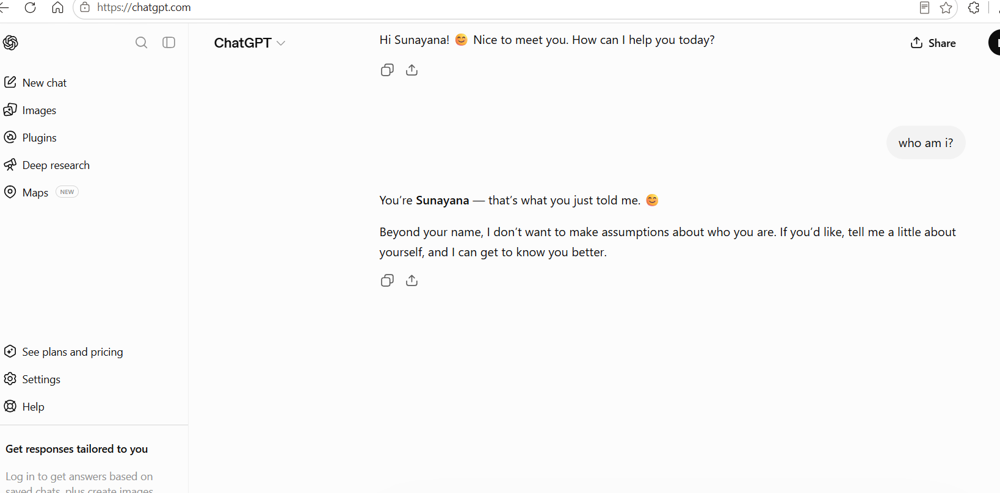 https://chatgpt.com
ChatGPT
Hi Sunayana! 😊 Nice to meet you. How can I help you today?
Share
New chat
Images
Plugins
Deep research
Maps NEW
who am i?
You’re Sunayana — that’s what you just told me. 😊
Beyond your name, I don’t want to make assumptions about who you are. If you’d like, tell me a little about
yourself, and I can get to know you better.
See plans and pricing
Settings
Help
Get responses tailored to you
Log in to get answers based on
saved chats, plus create images